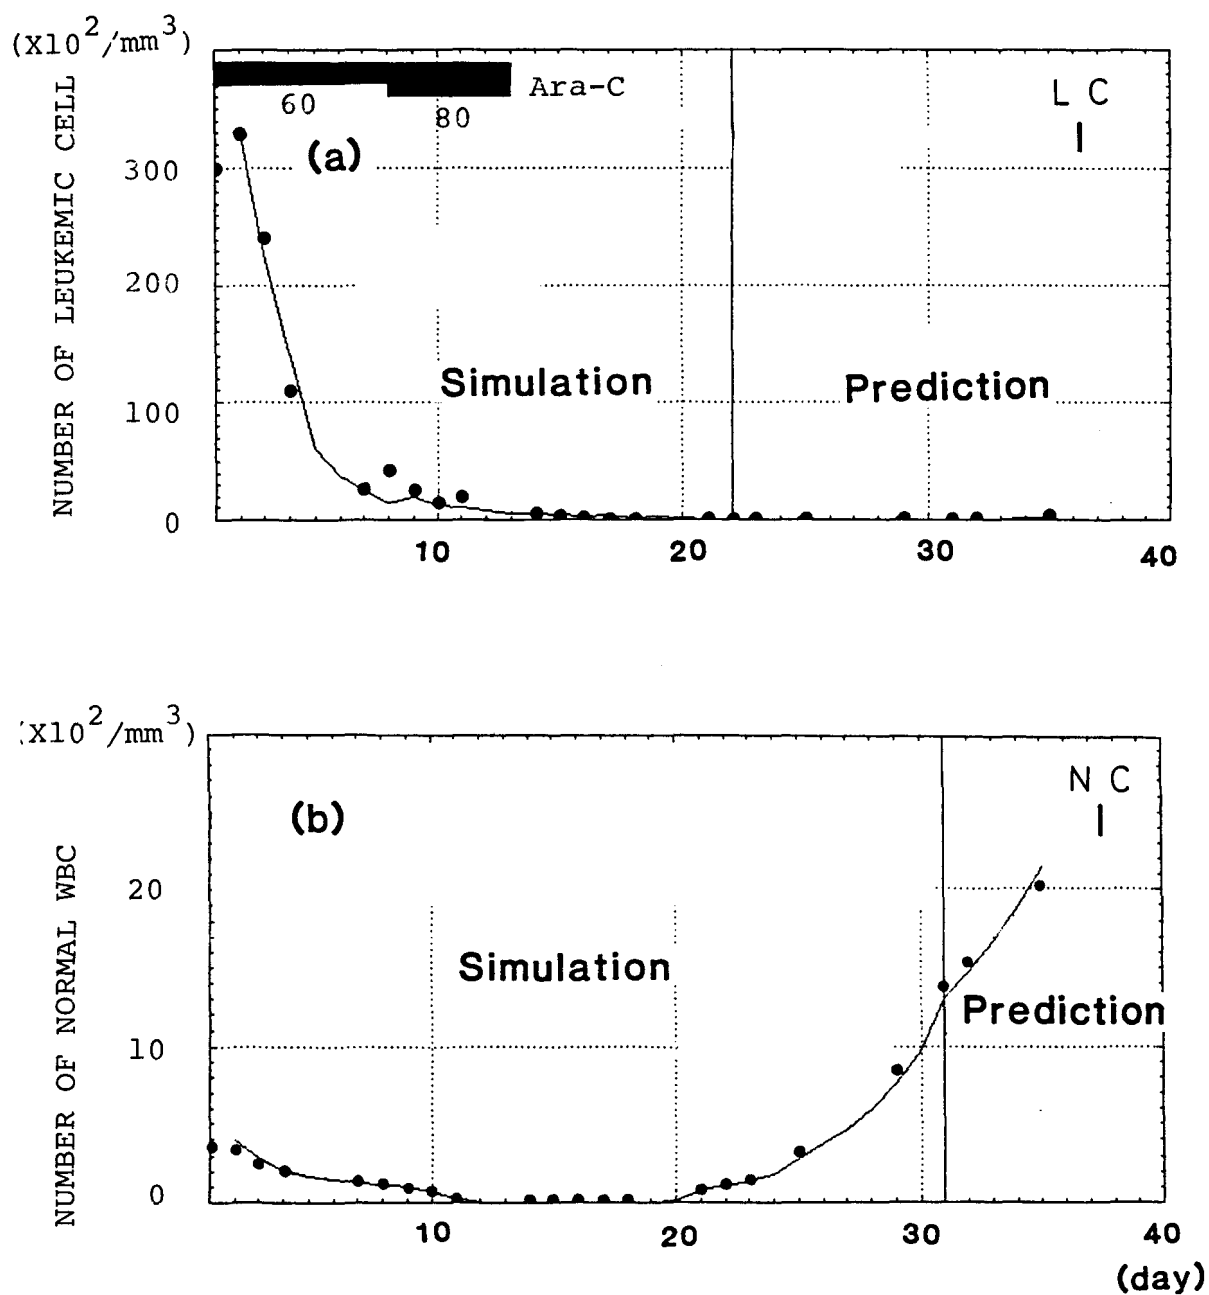 (X10²/mm³)
NUMBER OF LEUKEMIC CELL
60
80
Ara-C
(a)
L C
300
200
100
0
Simulation
Prediction
10
20
30
40
(X10²/mm³)
NUMBER OF NORMAL WBC
(b)
N C
20
10
0
Simulation
Prediction
10
20
30
40
(day)